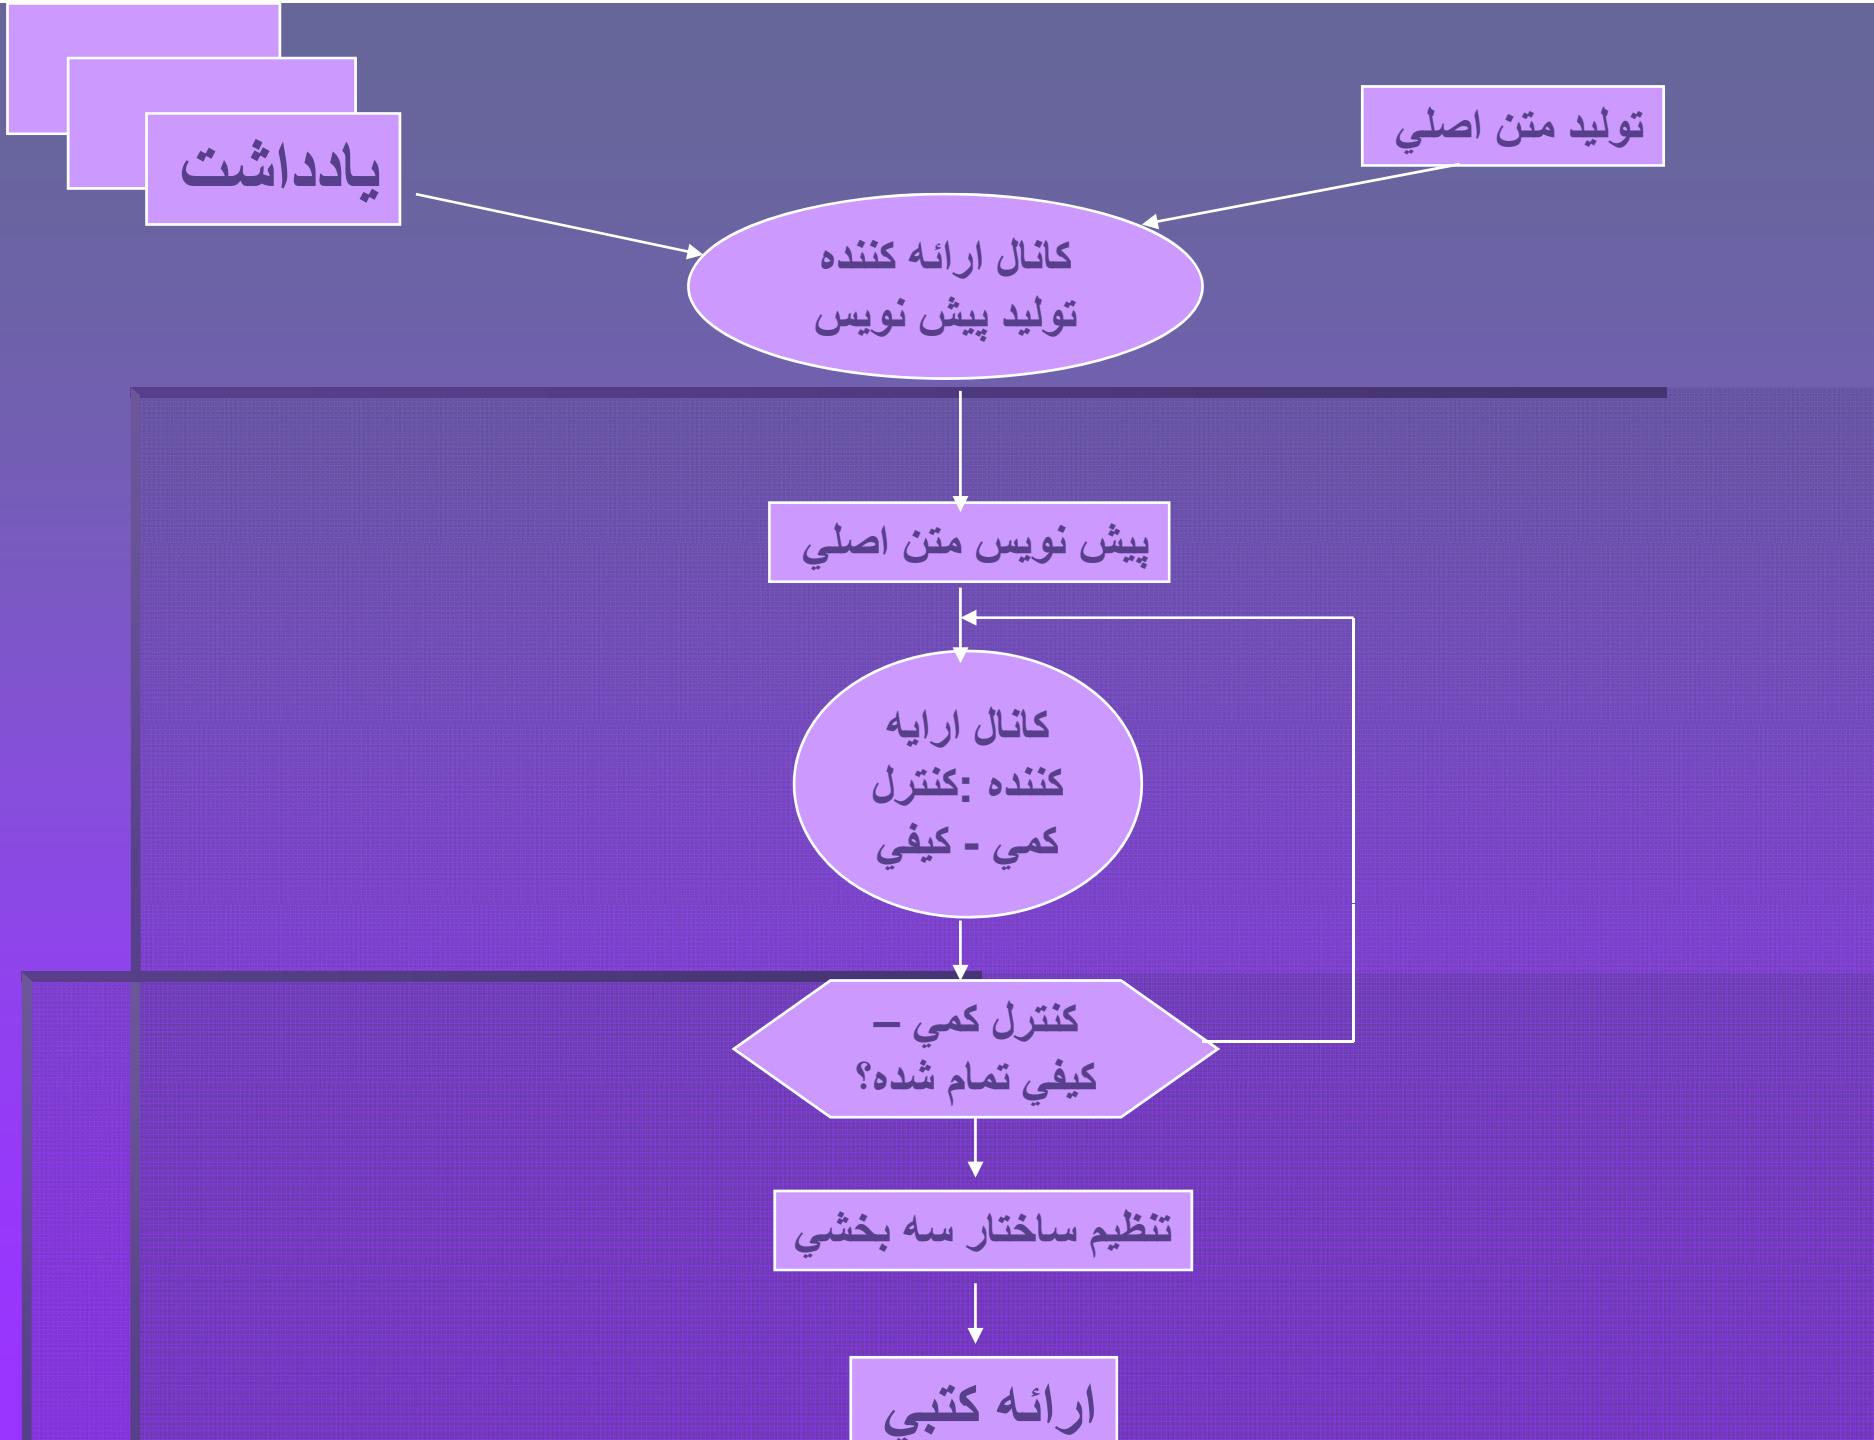 توليد متن اصلي
يادداشت
كانال ارائه كننده
توليد پيش نويس
پيش نويس متن اصلي
كانال ارايه
كننده :كنترل
كمي - كيفي
كنترل كمي –
كيفي تمام شده؟
تنظيم ساختار سه بخشي
ارائه كتبي